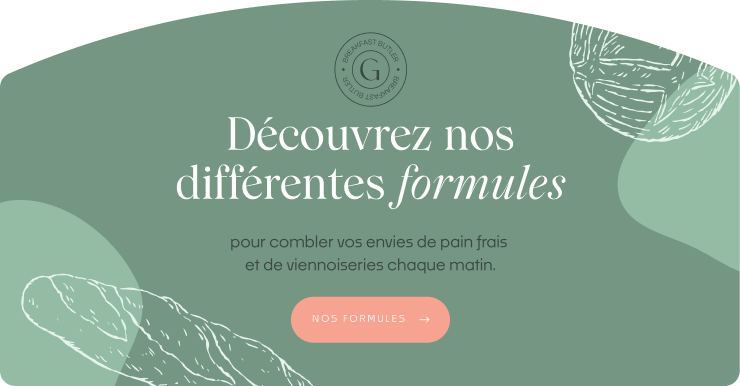 BREAKFAST BUTLER
G
BREAKFAST BUTLER
Découvrez nos
différentes formules
pour combler vos envies de pain frais
et de viennoiseries chaque matin.
NOS FORMULES →